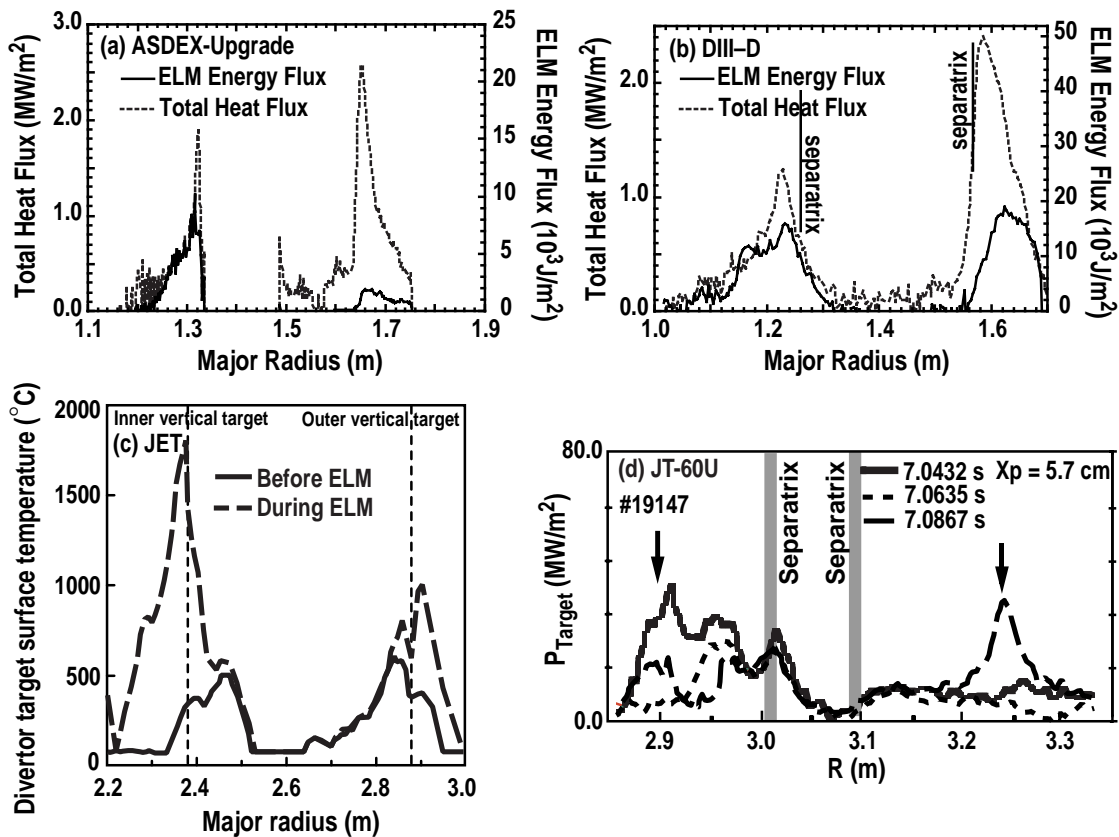 3.0
2.0
1.0
0.0
Total Heat Flux (MW/m2)
(a) ASDEX-Upgrade
ELM Energy Flux
Total Heat Flux
25
20
15
10
5
0
ELM Energy Flux (103J/m2)
1.1 1.3 1.5 1.7 1.9
Major Radius (m)
2.0
1.0
0.0
Total Heat Flux (MW/m2)
(b) DIII–D
ELM Energy Flux
Total Heat Flux
separatrix
separatrix
50
40
30
20
10
0
ELM Energy Flux (103J/m2)
1.0 1.2 1.4 1.6
Major Radius (m)
2000
1500
1000
500
0
Divertor target surface temperature (°C)
Inner vertical target Outer vertical target
(c) JET
Before ELM
During ELM
2.2 2.4 2.6 2.8 3.0
Major radius (m)
80.0
0.0
PTarget (MW/m2)
(d) JT-60U
#19147
Separatrix
Separatrix
7.0432 s Xp = 5.7 cm
7.0635 s
7.0867 s
2.9 3.0 3.1 3.2 3.3
R (m)